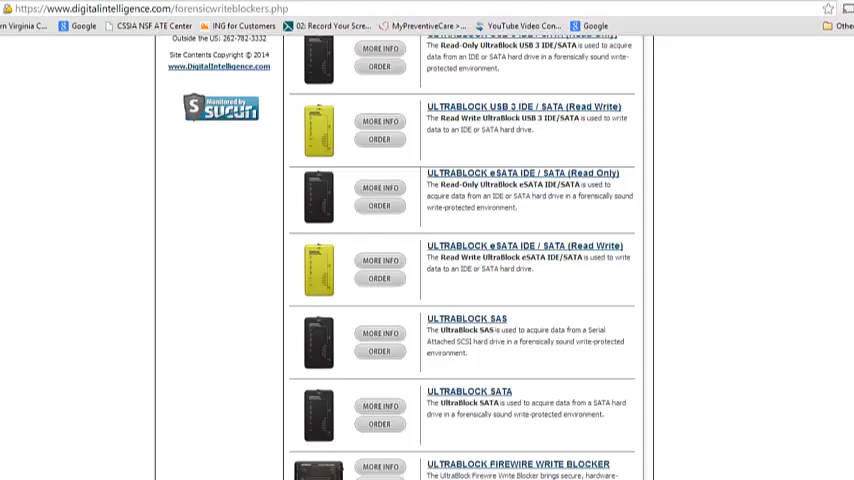 https://www.digitalintelligence.com/forensicwriteblockers.php
rn Virginia C... Google CSSIA NSF ATE Center ING for Customers 02: Record Your Scre... MyPreventiveCare >... YouTube Video Con... Google Othe
Outside the US: 262-782-3332
Site Contents Copyright © 2014
www.DigitalIntelligence.com
Monitored by
sucuri
MORE INFO
ORDER
The Read-Only UltraBlock USB 3 IDE/SATA is used to acquire
data from an IDE or SATA hard drive in a forensically sound write-
protected environment.
ULTRABLOCK USB 3 IDE / SATA (Read Write)
MORE INFO
ORDER
The Read Write UltraBlock USB 3 IDE/SATA is used to write
data to an IDE or SATA hard drive.
ULTRABLOCK eSATA IDE / SATA (Read Only)
MORE INFO
ORDER
The Read-Only UltraBlock eSATA IDE/SATA is used to
acquire data from an IDE or SATA hard drive in a forensically sound
write-protected environment.
ULTRABLOCK eSATA IDE / SATA (Read Write)
MORE INFO
ORDER
The Read Write UltraBlock eSATA IDE/SATA is used to write
data to an IDE or SATA hard drive.
ULTRABLOCK SAS
MORE INFO
ORDER
The UltraBlock SAS is used to acquire data from a Serial
Attached SCSI hard drive in a forensically sound write-protected
environment.
ULTRABLOCK SATA
MORE INFO
ORDER
The UltraBlock SATA is used to acquire data from a SATA hard
drive in a forensically sound write-protected environment.
ULTRABLOCK FIREWIRE WRITE BLOCKER
MORE INFO
The UltraBlock Firewire Write Blocker brings secure, hardware-